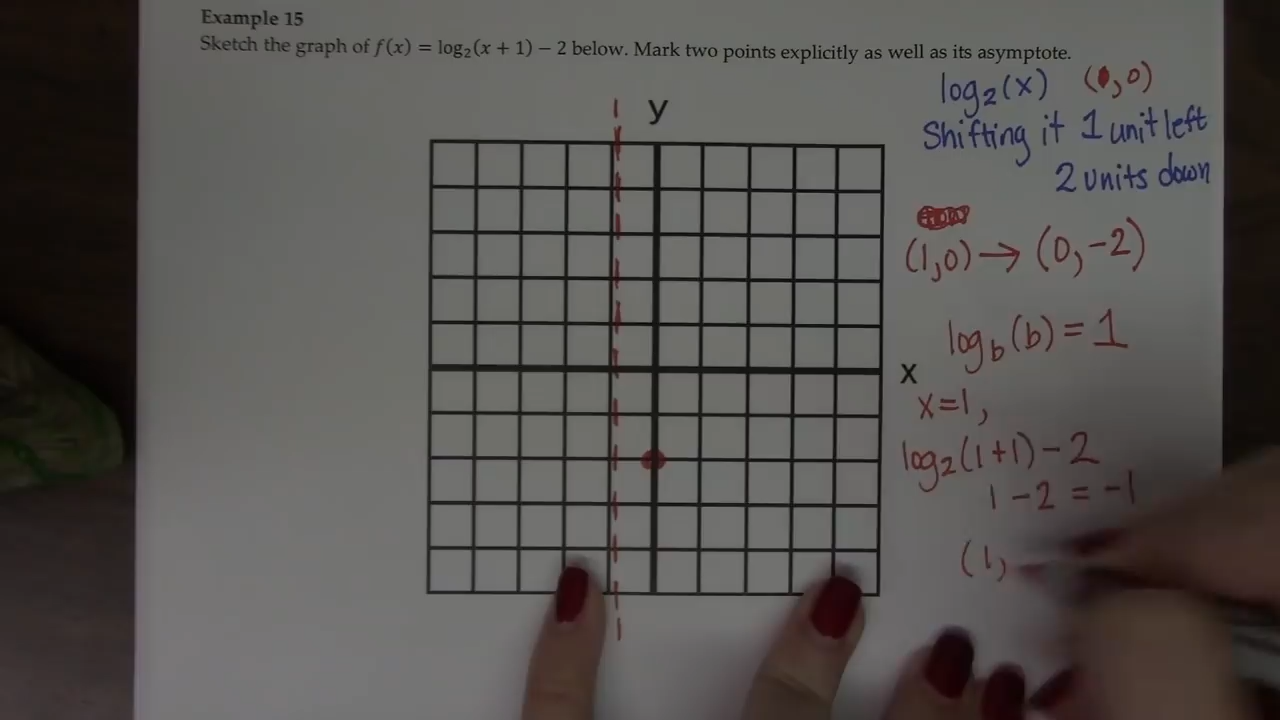 Example 15
Sketch the graph of f(x) = log₂(x + 1) − 2 below. Mark two points explicitly as well as its asymptote.
log₂(x) (0,0)
Shifting it 1 unit left
2 units down
y
(1,0) → (0,-2)
log_b(b) = 1
x
x=1,
log₂(1+1) - 2
1 - 2 = -1
(1,